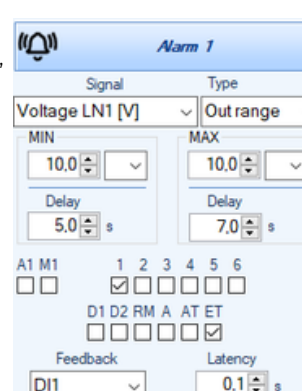 Alarm 1
Signal Type
Voltage LN1 [V] Out range
MIN MAX
10,0 10,0
Delay Delay
5,0 s 7,0 s
A1 M1 1 2 3 4 5 6
D1 D2 RM A AT ET
Feedback Latency
DI1 0,1 s